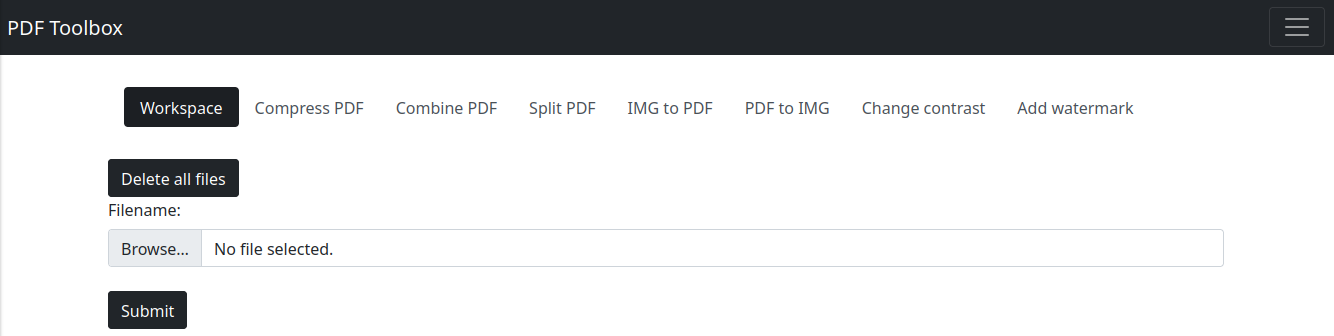 PDF Toolbox
Workspace Compress PDF Combine PDF Split PDF IMG to PDF PDF to IMG Change contrast Add watermark
Delete all files
Filename:
Browse... No file selected.
Submit